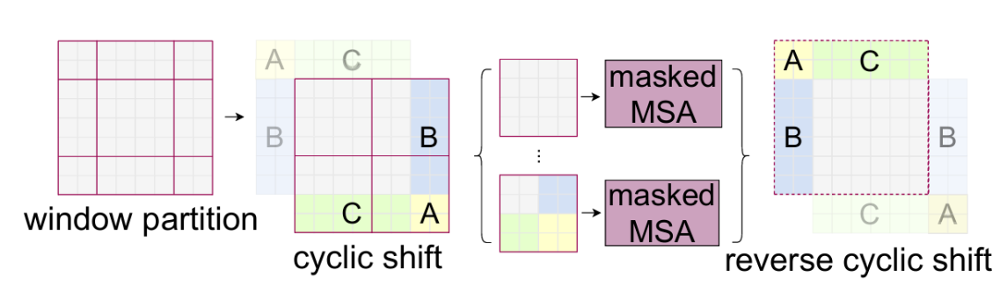 A
C
B
B
C
A
masked
MSA
...
masked
MSA
A
C
B
B
C
A
window partition
cyclic shift
reverse cyclic shift